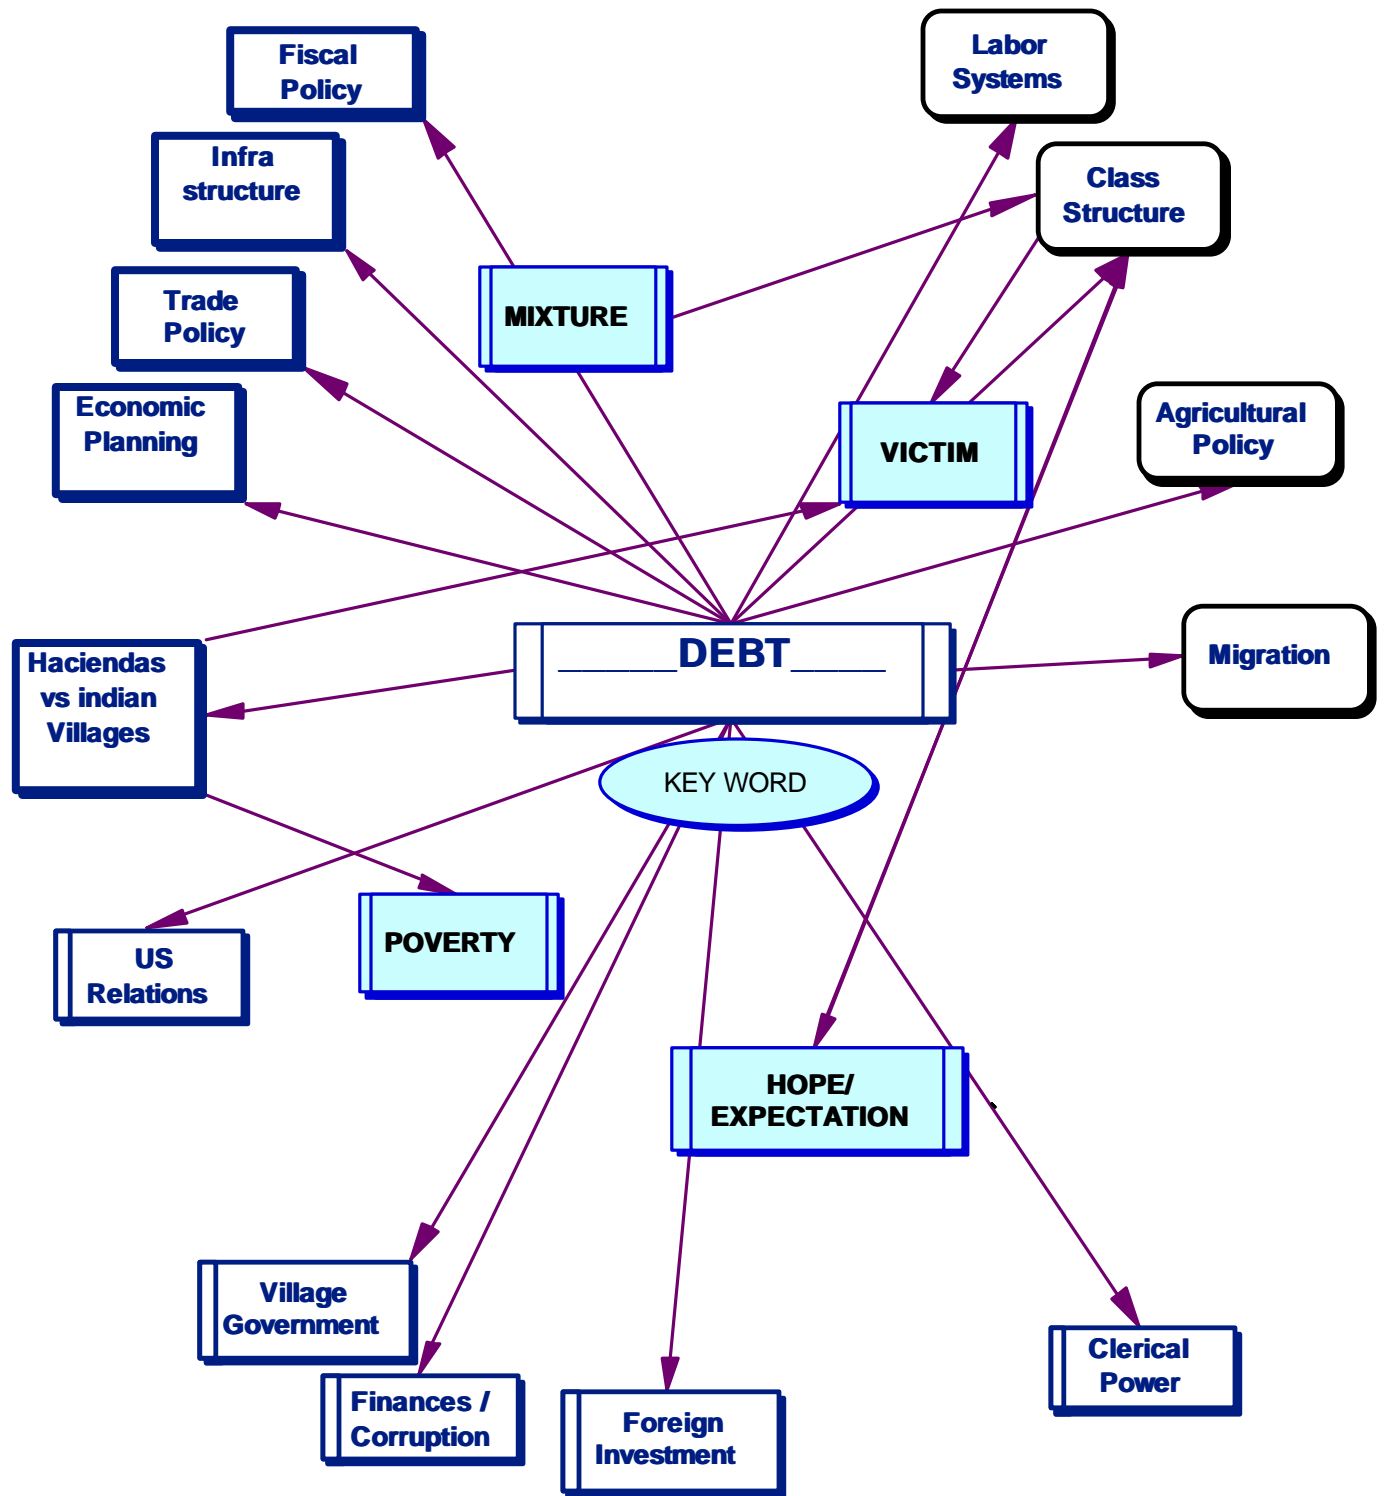 Fiscal
Policy
Labor
Systems
Infra
structure
Class
Structure
Trade
Policy
MIXTURE
Economic
Planning
VICTIM
Agricultural
Policy
______DEBT_____
Haciendas
vs indian
Villages
Migration
KEY WORD
POVERTY
US
Relations
HOPE/
EXPECTATION
Village
Government
Clerical
Power
Finances /
Corruption
Foreign
Investment